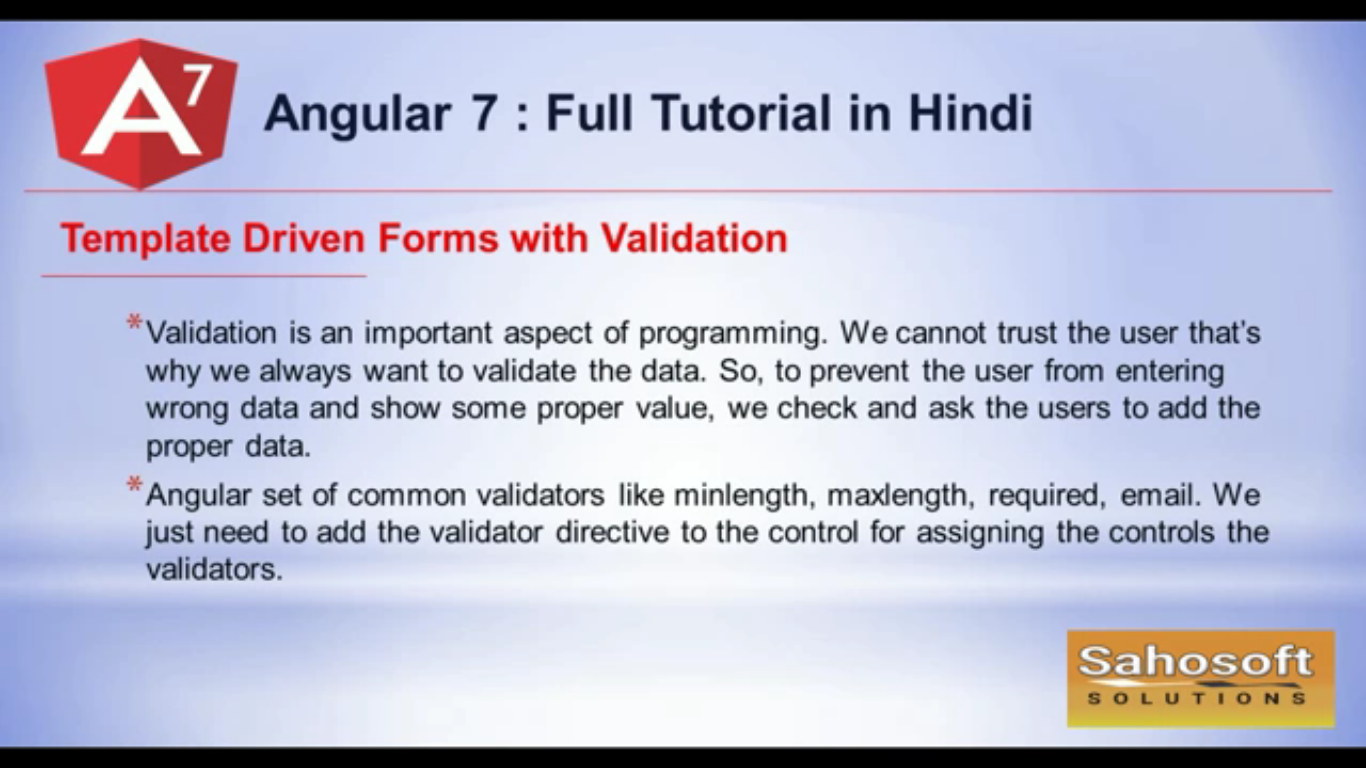 A7
Angular 7 : Full Tutorial in Hindi
Template Driven Forms with Validation
*Validation is an important aspect of programming. We cannot trust the user that's
why we always want to validate the data. So, to prevent the user from entering
wrong data and show some proper value, we check and ask the users to add the
proper data.
*Angular set of common validators like minlength, maxlength, required, email. We
just need to add the validator directive to the control for assigning the controls the
validators.
Sahosoft
SOLUTIONS